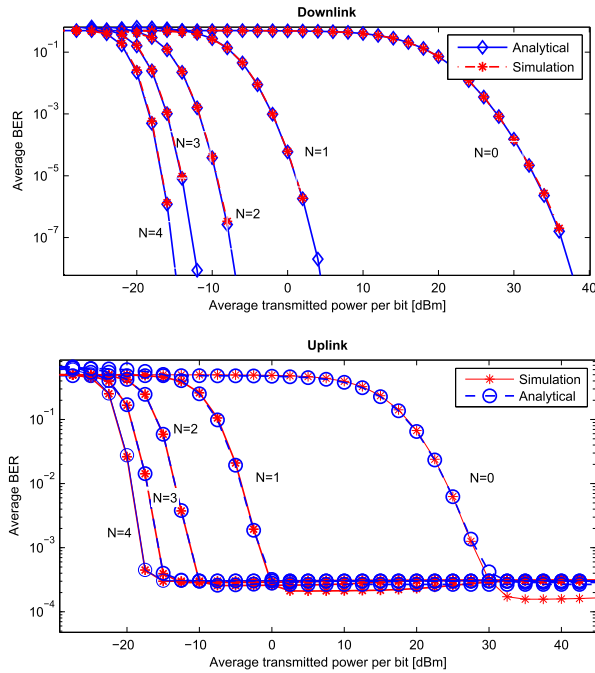 Downlink
Average BER
10⁻¹
10⁻³
10⁻⁵
10⁻⁷
Analytical
Simulation
N=4
N=3
N=2
N=1
N=0
−20 −10 0 10 20 30 40
Average transmitted power per bit [dBm]
Uplink
Average BER
10⁻¹
10⁻²
10⁻³
10⁻⁴
Simulation
Analytical
N=4
N=3
N=2
N=1
N=0
−20 −10 0 10 20 30 40
Average transmitted power per bit [dBm]